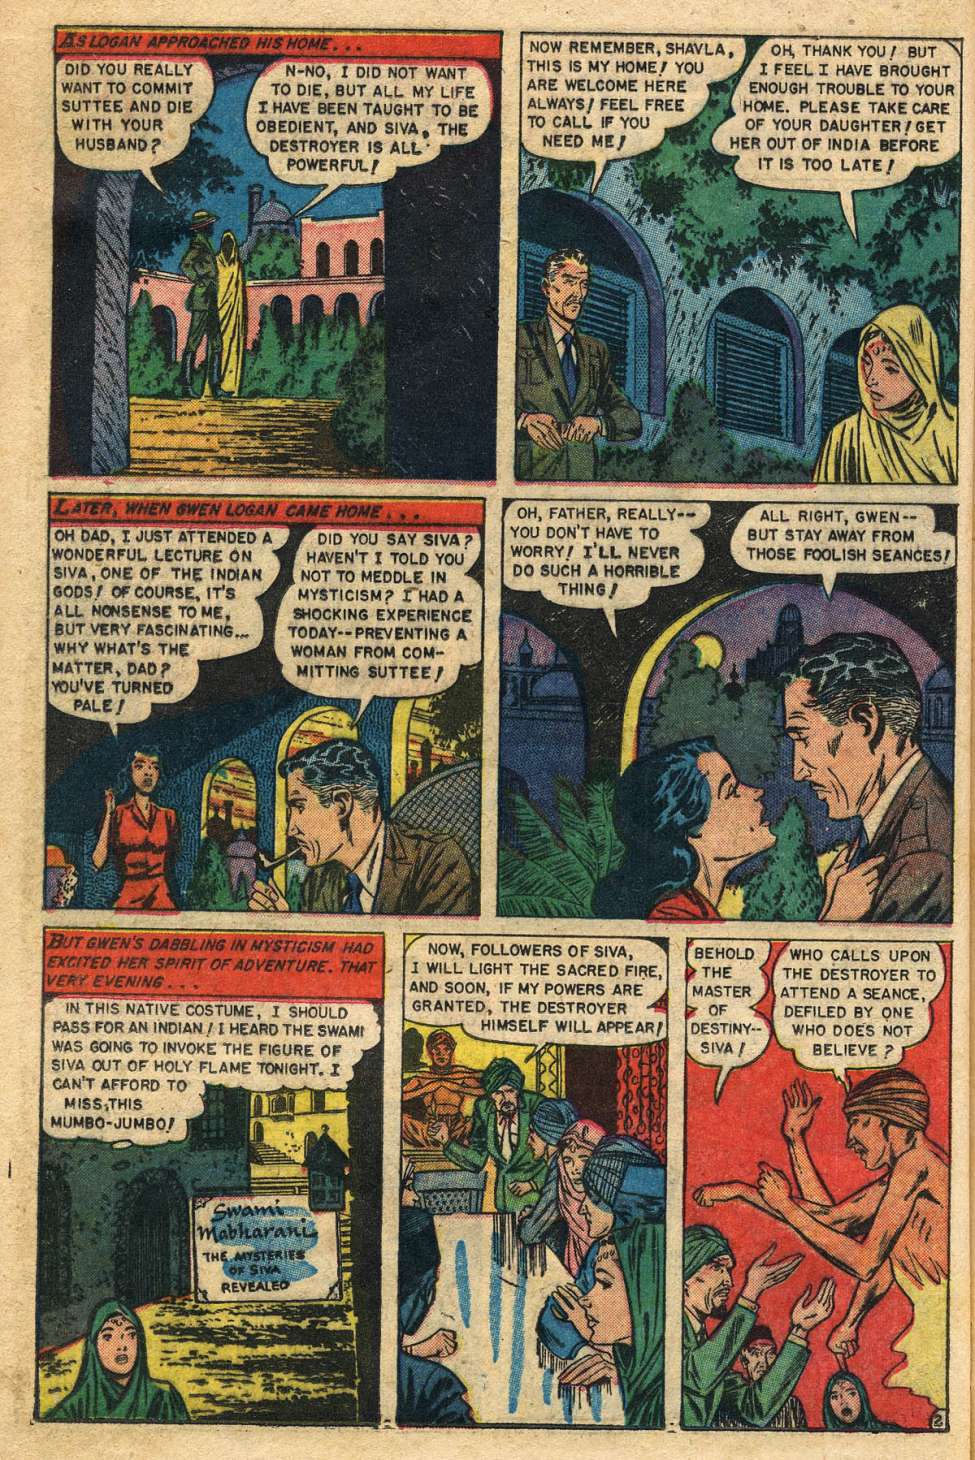 AS LOGAN APPROACHED HIS HOME...
DID YOU REALLY
WANT TO COMMIT
SUTTEE AND DIE
WITH YOUR
HUSBAND?
N-NO, I DID NOT WANT
TO DIE, BUT ALL MY LIFE
I HAVE BEEN TAUGHT TO BE
OBEDIENT, AND SIVA, THE
DESTROYER IS ALL-
POWERFUL!
NOW REMEMBER, SHAVLA,
THIS IS MY HOME! YOU
ARE WELCOME HERE
ALWAYS! FEEL FREE
TO CALL IF YOU
NEED ME!
OH, THANK YOU! BUT
I FEEL I HAVE BROUGHT
ENOUGH TROUBLE TO YOUR
HOME. PLEASE TAKE CARE
OF YOUR DAUGHTER! GET
HER OUT OF INDIA BEFORE
IT IS TOO LATE!
LATER, WHEN GWEN LOGAN CAME HOME...
OH DAD, I JUST ATTENDED A
WONDERFUL LECTURE ON
SIVA, ONE OF THE INDIAN
GODS! OF COURSE, IT'S
ALL NONSENSE TO ME,
BUT VERY FASCINATING...
WHY WHAT'S THE
MATTER, DAD?
YOU'VE TURNED
PALE!
DID YOU SAY SIVA?
HAVEN'T I TOLD YOU
NOT TO MEDDLE IN
MYSTICISM? I HAD A
SHOCKING EXPERIENCE
TODAY--PREVENTING A
WOMAN FROM COM-
MITTING SUTTEE!
OH, FATHER, REALLY--
YOU DON'T HAVE TO
WORRY! I'LL NEVER
DO SUCH A HORRIBLE
THING!
ALL RIGHT, GWEN--
BUT STAY AWAY FROM
THOSE FOOLISH SEANCES!
BUT GWEN'S DABBLING IN MYSTICISM HAD
EXCITED HER SPIRIT OF ADVENTURE. THAT
VERY EVENING...
IN THIS NATIVE COSTUME, I SHOULD
PASS FOR AN INDIAN! I HEARD THE SWAMI
WAS GOING TO INVOKE THE FIGURE OF
SIVA OUT OF HOLY FLAME TONIGHT. I
CAN'T AFFORD TO
MISS THIS
MUMBO-JUMBO!
Swami
Mabharani
THE MYSTERIES
OF SIVA
REVEALED
NOW, FOLLOWERS OF SIVA,
I WILL LIGHT THE SACRED FIRE,
AND SOON, IF MY POWERS ARE
GRANTED, THE DESTROYER
HIMSELF WILL APPEAR!
BEHOLD
THE
MASTER
OF
DESTINY--
SIVA!
WHO CALLS UPON
THE DESTROYER TO
ATTEND A SEANCE,
DEFILED BY ONE
WHO DOES NOT
BELIEVE?
2